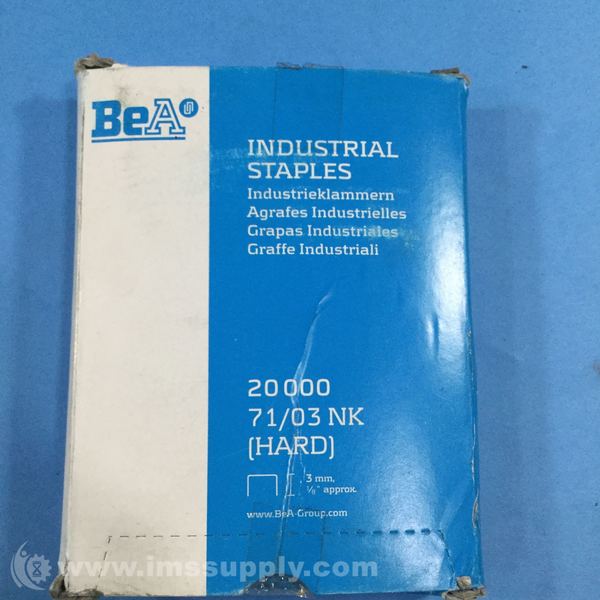 BeA
INDUSTRIAL
STAPLES
Industrieklammern
Agrafes Industrielles
Grapas Industriales
Graffe Industriali
20 000
71/03 NK
(HARD)
3 mm,
1/8" approx.
www.BeA-Group.com
www.imssupply.com